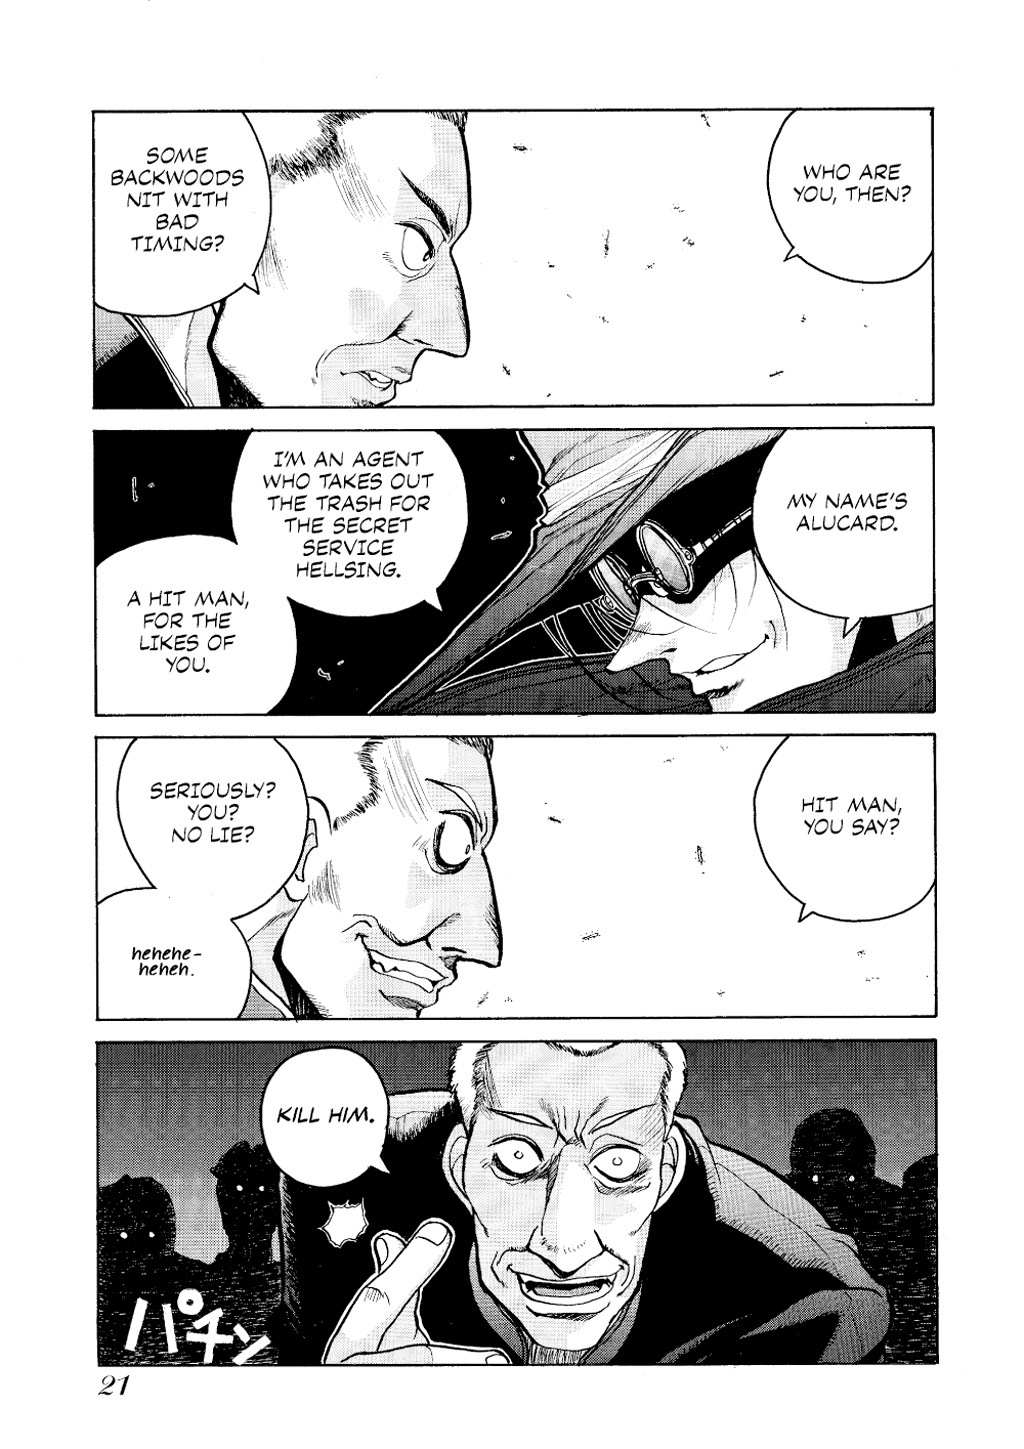 WHO ARE
YOU, THEN?
SOME
BACKWOODS
NIT WITH
BAD
TIMING?
MY NAME'S
ALUCARD.
I'M AN AGENT
WHO TAKES OUT
THE TRASH FOR
THE SECRET
SERVICE
HELLSING.
A HIT MAN,
FOR THE
LIKES OF
YOU.
HIT MAN,
YOU SAY?
SERIOUSLY?
YOU?
NO LIE?
hehehe-
heheh.
KILL HIM.
パチン
21